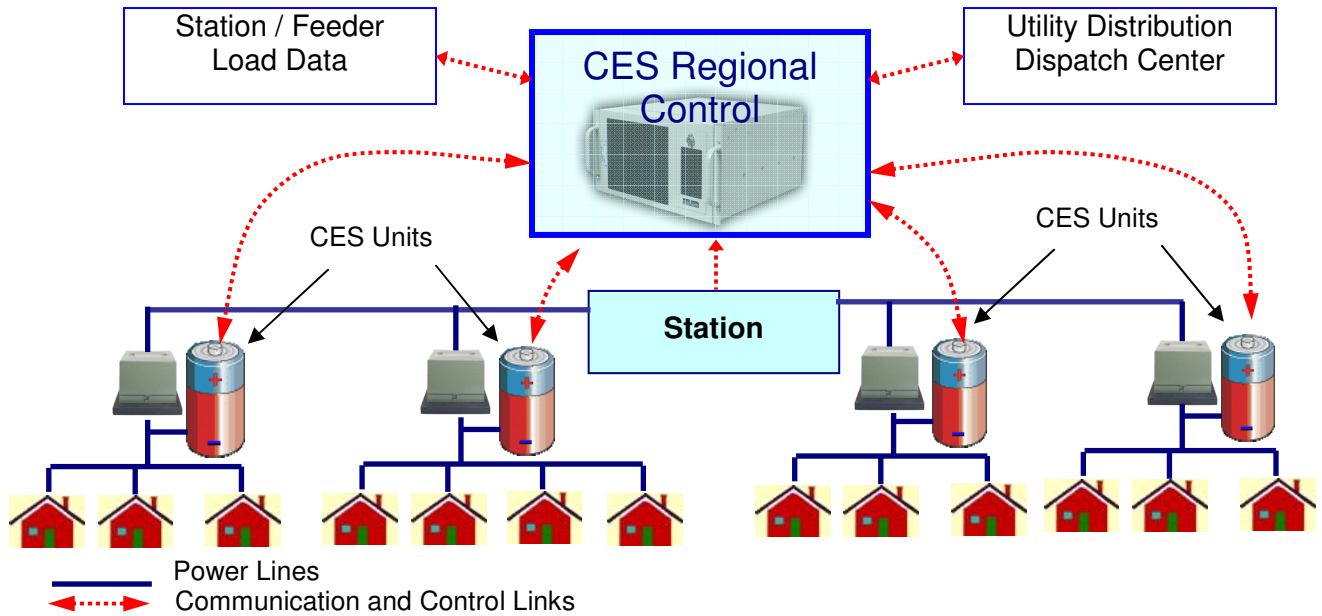 Station / Feeder
Load Data
CES Regional
Control
Utility Distribution
Dispatch Center
CES Units
CES Units
Station
Power Lines
Communication and Control Links